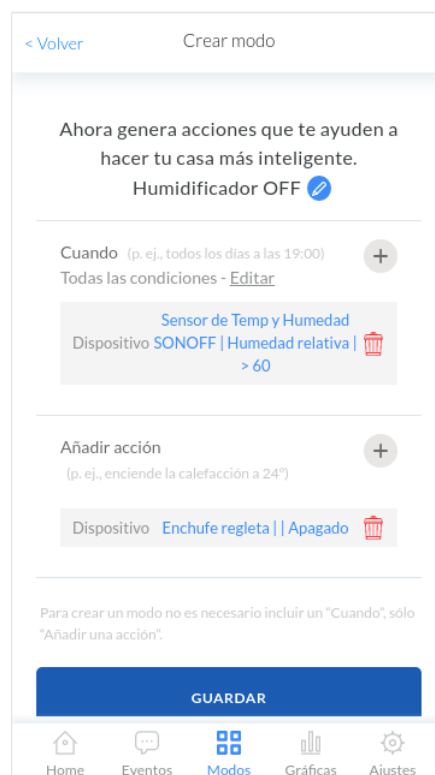 < Volver
Crear modo
Ahora genera acciones que te ayuden a
hacer tu casa más inteligente.
Humidificador OFF
Cuando (p. ej., todos los días a las 19:00)
Todas las condiciones - Editar
Sensor de Temp y Humedad
Dispositivo SONOFF | Humedad relativa |
> 60
Añadir acción
(p. ej., enciende la calefacción a 24º)
Dispositivo Enchufe regleta | | Apagado
Para crear un modo no es necesario incluir un "Cuando", sólo
"Añadir una acción".
GUARDAR
Home Eventos Modos Gráficas Ajustes